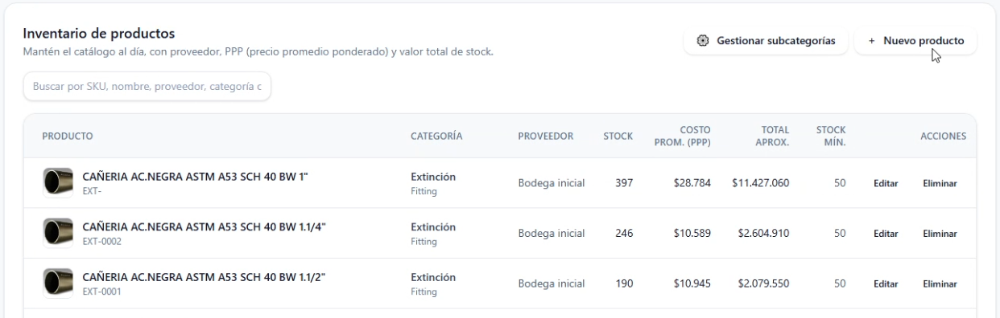 Inventario de productos
Mantén el catálogo al día, con proveedor, PPP (precio promedio ponderado) y valor total de stock.
Gestionar subcategorías
+ Nuevo producto
Buscar por SKU, nombre, proveedor, categoría c
PRODUCTO CATEGORÍA PROVEEDOR STOCK COSTO PROM. (PPP) TOTAL APROX. STOCK MÍN. ACCIONES
CAÑERIA AC.NEGRA ASTM A53 SCH 40 BW 1"
EXT-
Extinción
Fitting
Bodega inicial 397 $28.784 $11.427.060 50 Editar Eliminar
CAÑERIA AC.NEGRA ASTM A53 SCH 40 BW 1.1/4"
EXT-0002
Extinción
Fitting
Bodega inicial 246 $10.589 $2.604.910 50 Editar Eliminar
CAÑERIA AC.NEGRA ASTM A53 SCH 40 BW 1.1/2"
EXT-0001
Extinción
Fitting
Bodega inicial 190 $10.945 $2.079.550 50 Editar Eliminar